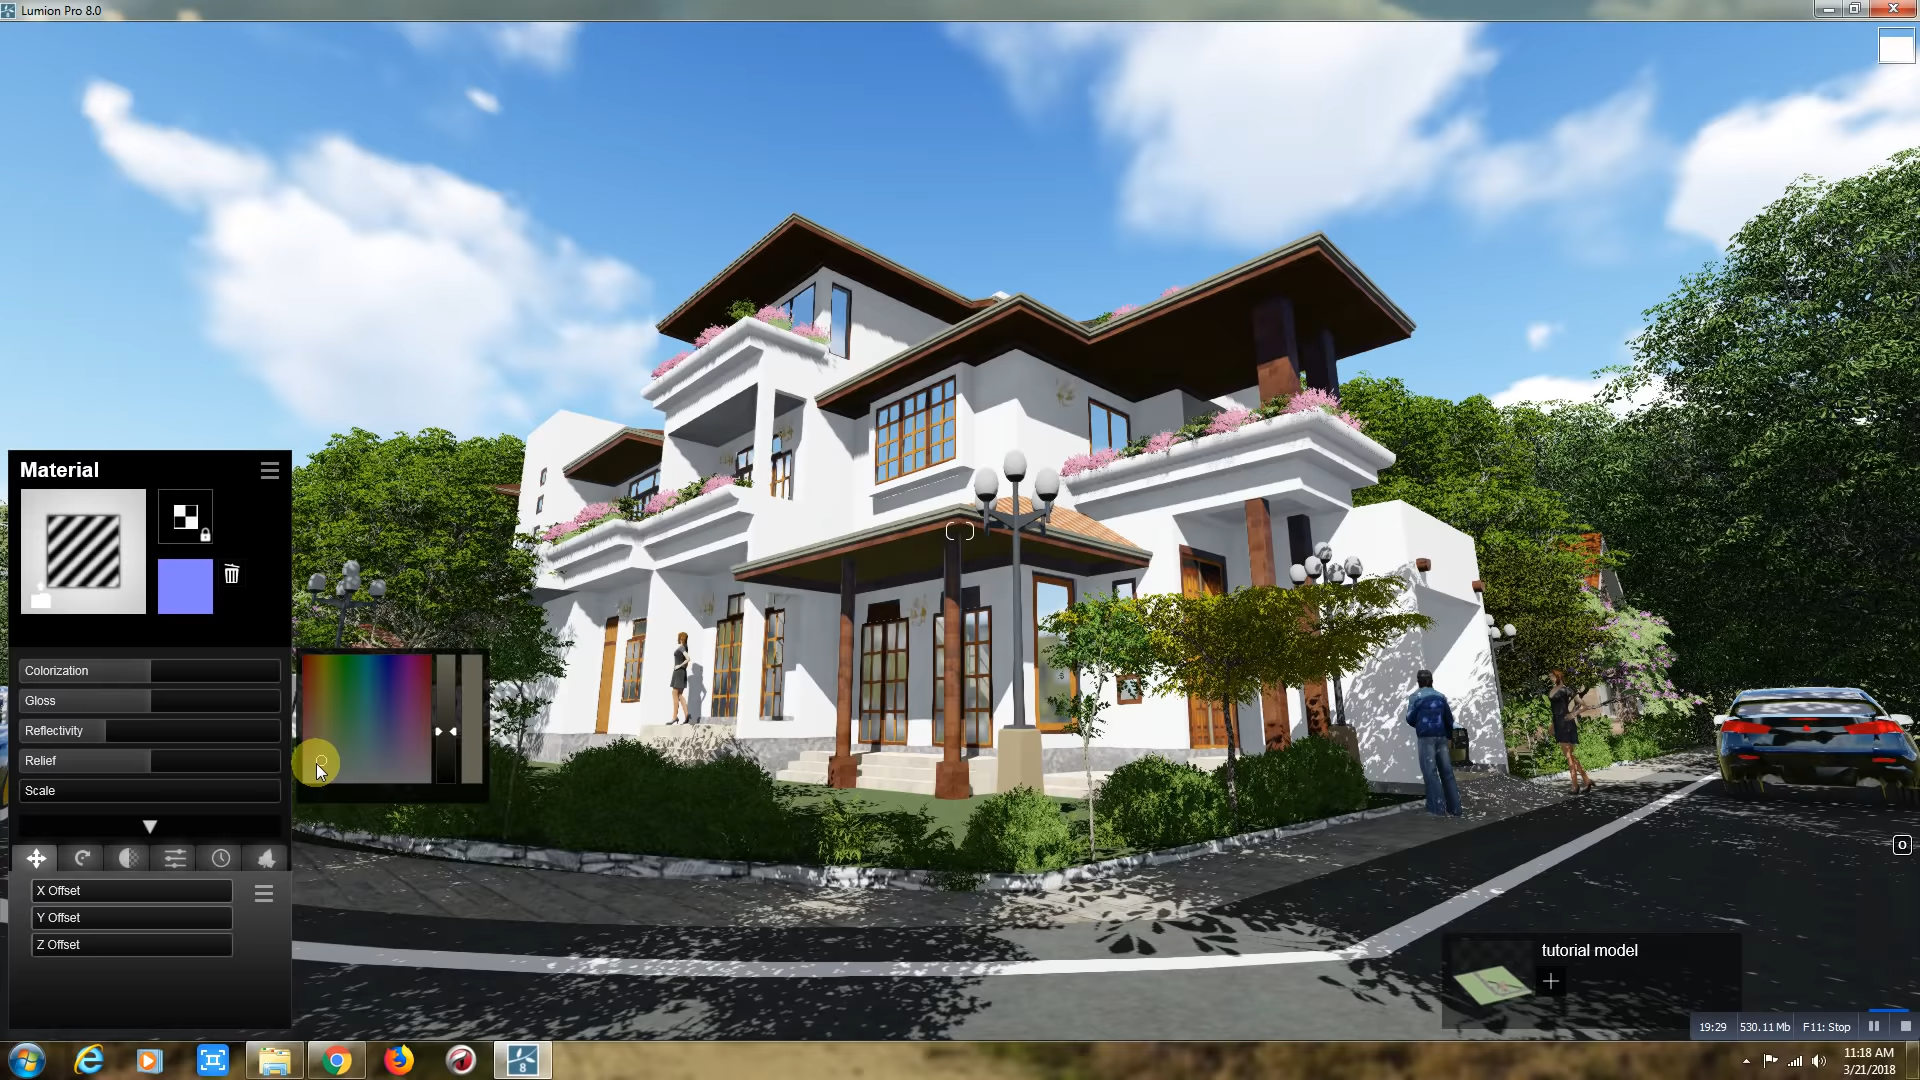 Lumion Pro 8.0
Material
Colorization
Gloss
Reflectivity
Relief
Scale
X Offset
Y Offset
Z Offset
O
tutorial model
19:29 530.11 Mb F11: Stop
8
11:18 AM
3/21/2018